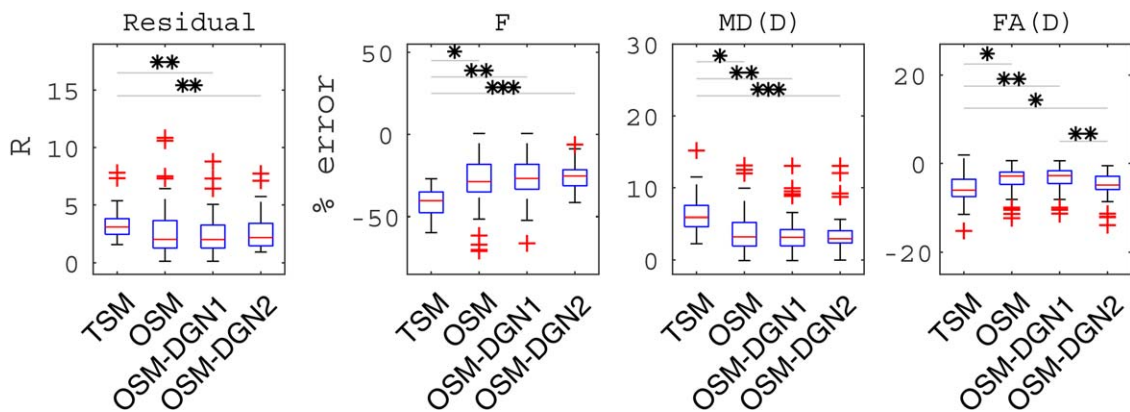 Residual
F
MD(D)
FA(D)
R
15
10
5
0
**
**
TSM
OSM
OSM-DGN1
OSM-DGN2
% error
50
0
-50
*
**
***
TSM
OSM
OSM-DGN1
OSM-DGN2
30
20
10
0
*
**
***
TSM
OSM
OSM-DGN1
OSM-DGN2
20
0
-20
*
**
*
**
TSM
OSM
OSM-DGN1
OSM-DGN2